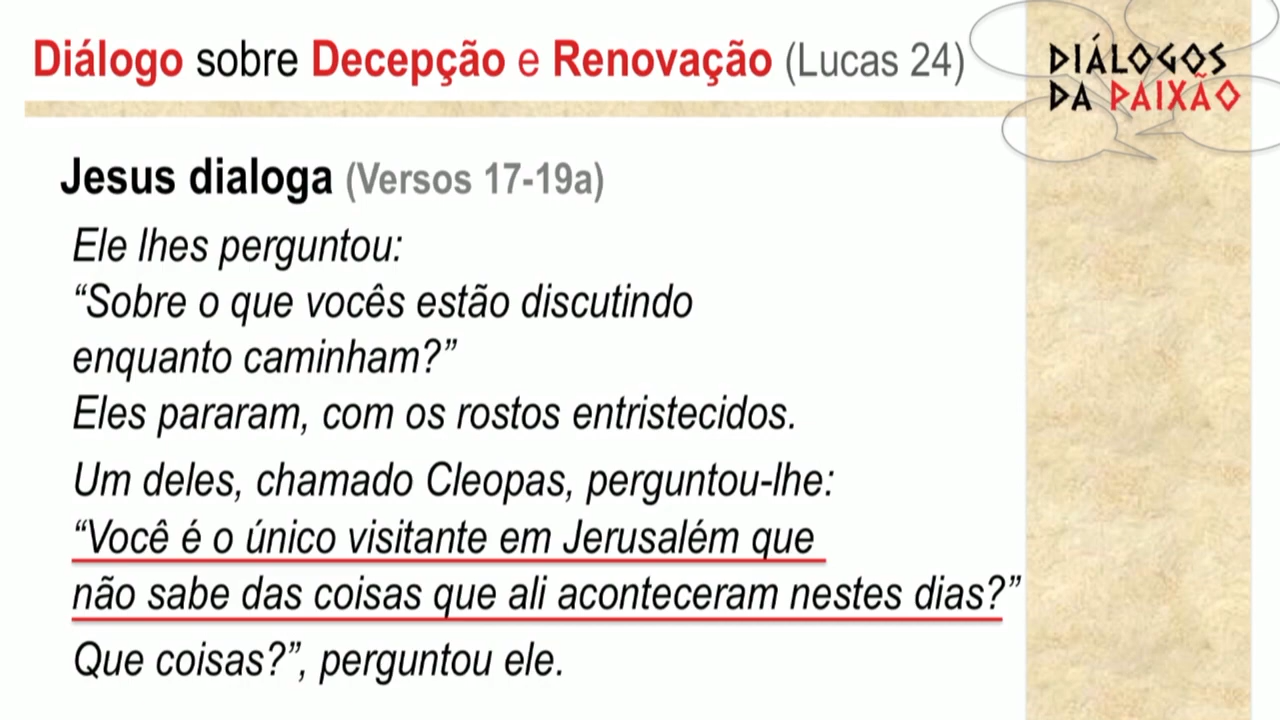 Diálogo sobre Decepção e Renovação (Lucas 24)
DIÁLOGOS
DA PAIXÃO
Jesus dialoga (Versos 17-19a)
Ele lhes perguntou:
“Sobre o que vocês estão discutindo
enquanto caminham?”
Eles pararam, com os rostos entristecidos.
Um deles, chamado Cleopas, perguntou-lhe:
“Você é o único visitante em Jerusalém que
não sabe das coisas que ali aconteceram nestes dias?”
Que coisas?”, perguntou ele.